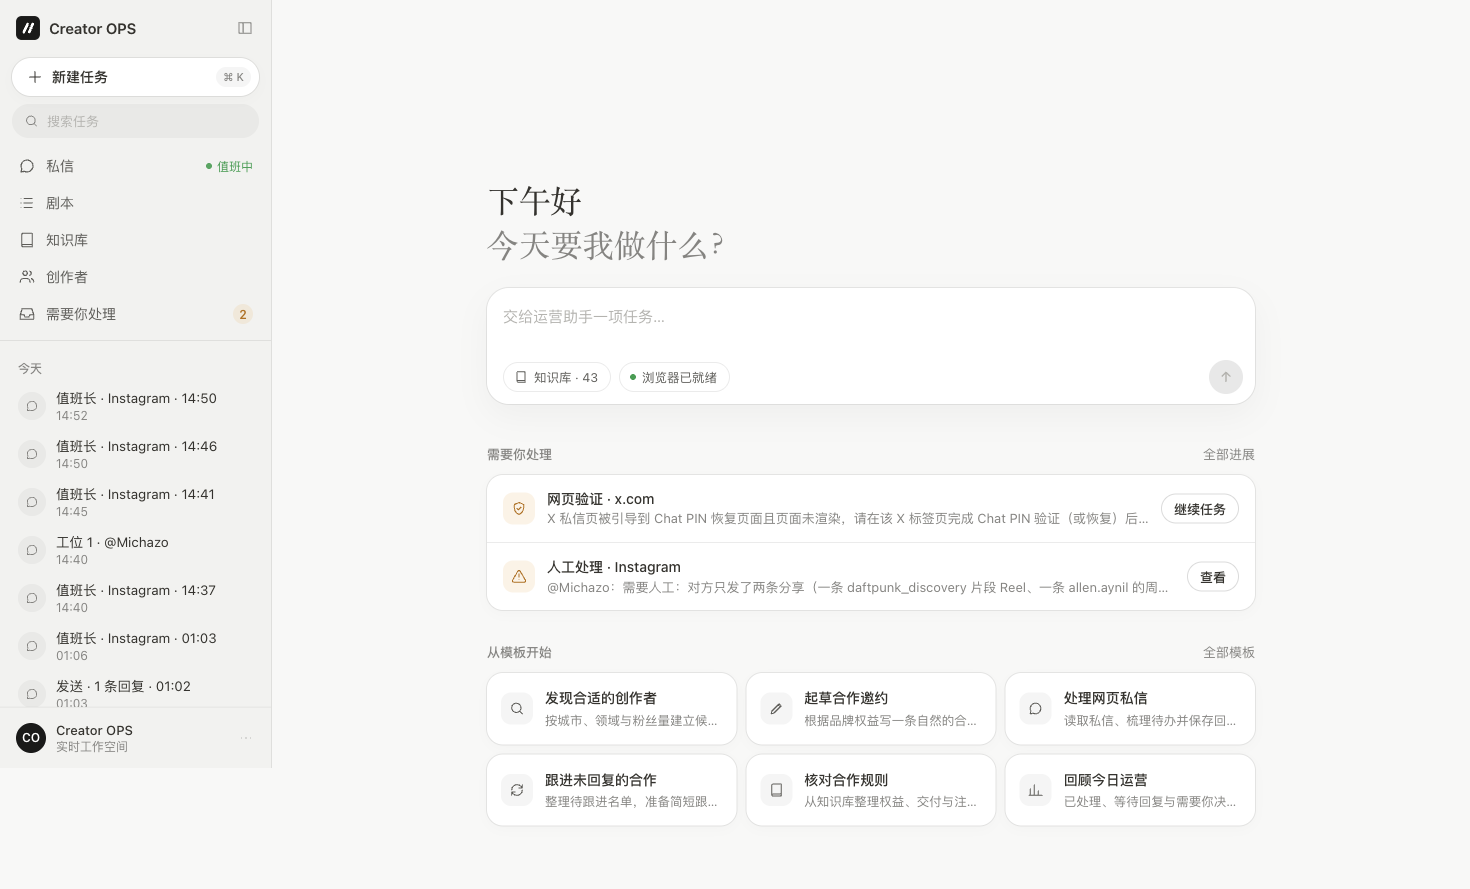 Creator OPS
新建任务
⌘ K
搜索任务
私信
值班中
剧本
知识库
创作者
需要你处理
2
今天
值班长 · Instagram · 14:50
14:52
值班长 · Instagram · 14:46
14:50
值班长 · Instagram · 14:41
14:45
工位 1 · @Michazo
14:40
值班长 · Instagram · 14:37
14:40
值班长 · Instagram · 01:03
01:06
发送 · 1 条回复 · 01:02
01:03
CO
Creator OPS
实时工作空间
下午好
今天要我做什么?
交给运营助手一项任务...
知识库 · 43
浏览器已就绪
需要你处理
全部进展
网页验证 · x.com
X 私信页被引导到 Chat PIN 恢复页面且页面未渲染，请在该 X 标签页完成 Chat PIN 验证（或恢复）后...
继续任务
人工处理 · Instagram
@Michazo：需要人工：对方只发了两条分享（一条 daftpunk_discovery 片段 Reel、一条 allen.aynil 的周...
查看
从模板开始
全部模板
发现合适的创作者
按城市、领域与粉丝量建立候...
起草合作邀约
根据品牌权益写一条自然的合...
处理网页私信
读取私信、梳理待办并保存回...
跟进未回复的合作
整理待跟进名单，准备简短跟...
核对合作规则
从知识库整理权益、交付与注...
回顾今日运营
已处理、等待回复与需要你决...